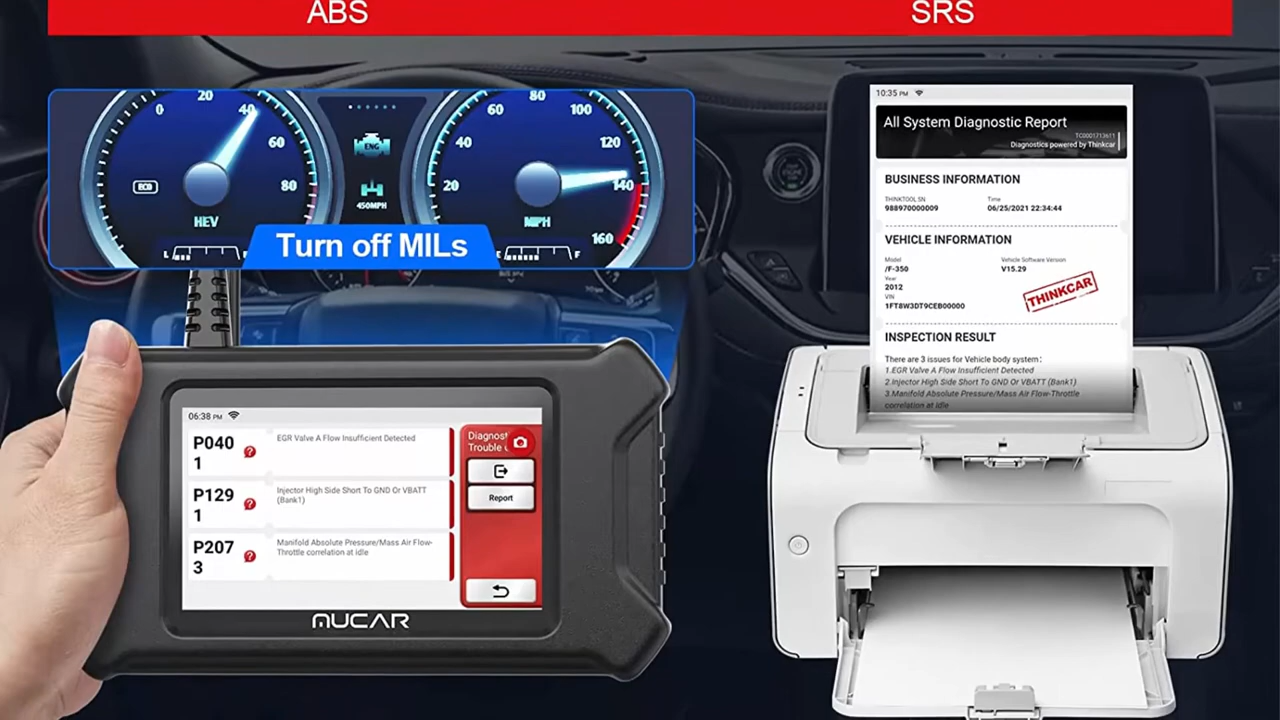 ABS
SRS
0
20
40
60
80
ECO
HEV
ENG
450MPH
20
40
60
80
100
120
140
160
MPH
F
Turn off MILs
06:38 PM
P040
1
EGR Valve A Flow Insufficient Detected
P129
1
Injector High Side Short To GND Or VBATT
(Bank1)
P207
3
Manifold Absolute Pressure/Mass Air Flow-
Throttle correlation at idle
Diagnost
Trouble
Report
MUCAR
10:35 PM
All System Diagnostic Report
TC0001713611
Diagnostics powered by Thinkcar
BUSINESS INFORMATION
THINKTOOL SN
988970000009
Time
06/25/2021 22:34:44
VEHICLE INFORMATION
Model
/F-350
Year
2012
VIN
1FT8W3DT9CEB00000
Vehicle Software Version
V15.29
THINKCAR
INSPECTION RESULT
There are 3 issues for Vehicle body system:
1.EGR Valve A Flow Insufficient Detected
2.Injector High Side Short To GND Or VBATT (Bank1)
3.Manifold Absolute Pressure/Mass Air Flow-Throttle
correlation at idle